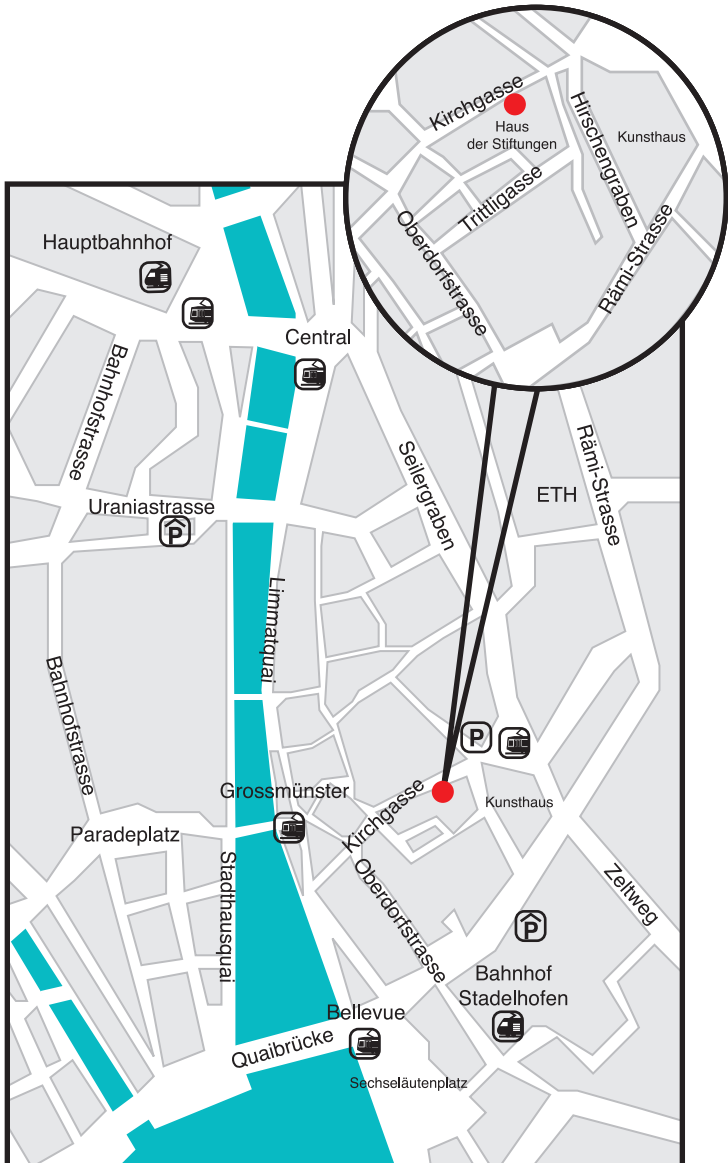 Kirchgasse
Haus
der Stiftungen
Hirschengraben
Kunsthaus
Trittligasse
Oberdorfstrasse
Rämi-Strasse
Hauptbahnhof
Central
Bahnhofstrasse
Seilergraben
Rämi-Strasse
ETH
Uraniastrasse
P
Limmatquai
Bahnhofstrasse
P
Grossmünster
Kirchgasse
Kunsthaus
Paradeplatz
Stadthausquai
Oberdorfstrasse
Zeltweg
P
Bahnhof
Stadelhofen
Bellevue
Quaibrücke
Sechseläutenplatz